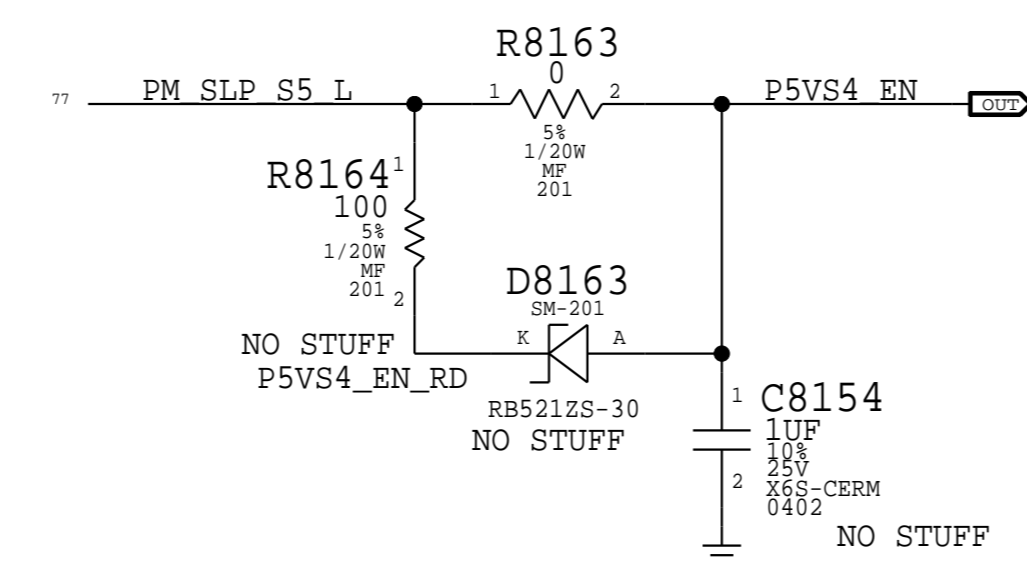 R8163
0
77 PM_SLP_S5_L 1 2 P5VS4_EN OUT
5%
1/20W
MF
201
R8164 1
100
5%
1/20W
MF
201 2
D8163
SM-201
K A
NO STUFF
P5VS4_EN_RD
RB521ZS-30
NO STUFF
1 C8154
1UF
10%
25V
2 X6S-CERM
0402
NO STUFF